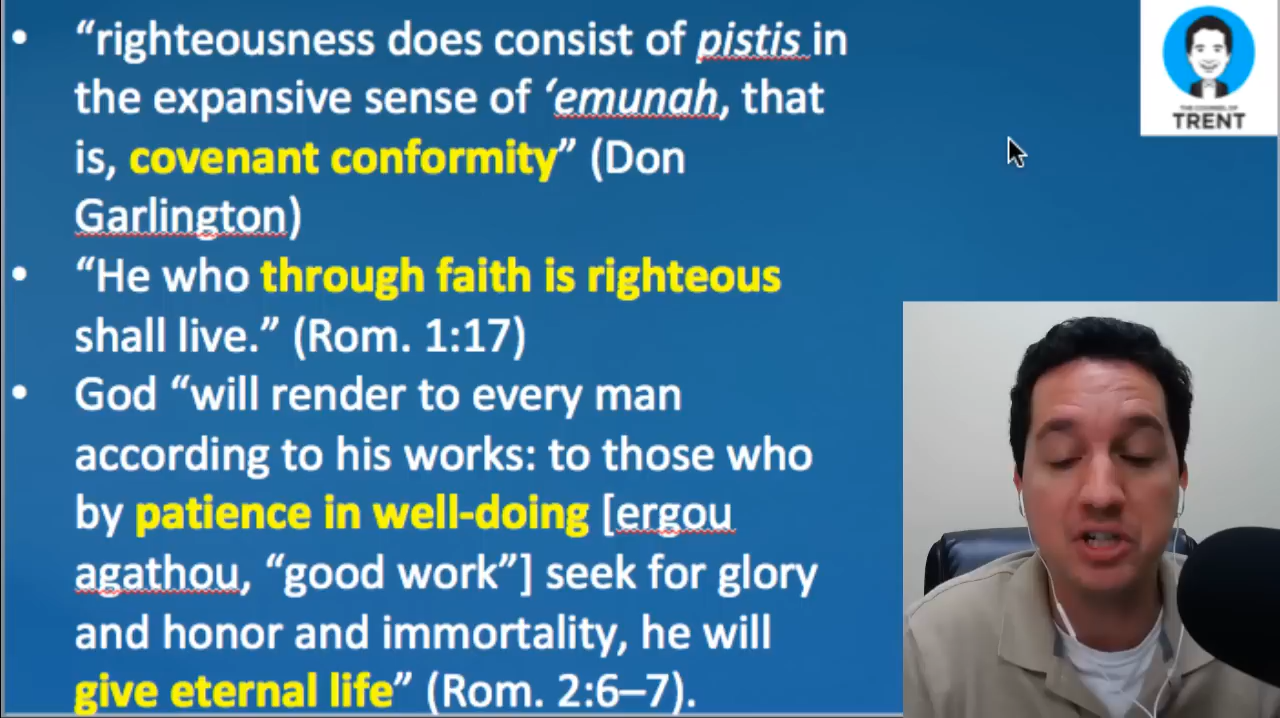 • “righteousness does consist of pistis in
the expansive sense of ‘emunah, that
is, covenant conformity” (Don
Garlington)
• “He who through faith is righteous
shall live.” (Rom. 1:17)
• God “will render to every man
according to his works: to those who
by patience in well-doing [ergou
agathou, “good work”] seek for glory
and honor and immortality, he will
give eternal life” (Rom. 2:6–7).
THE COUNSEL OF
TRENT